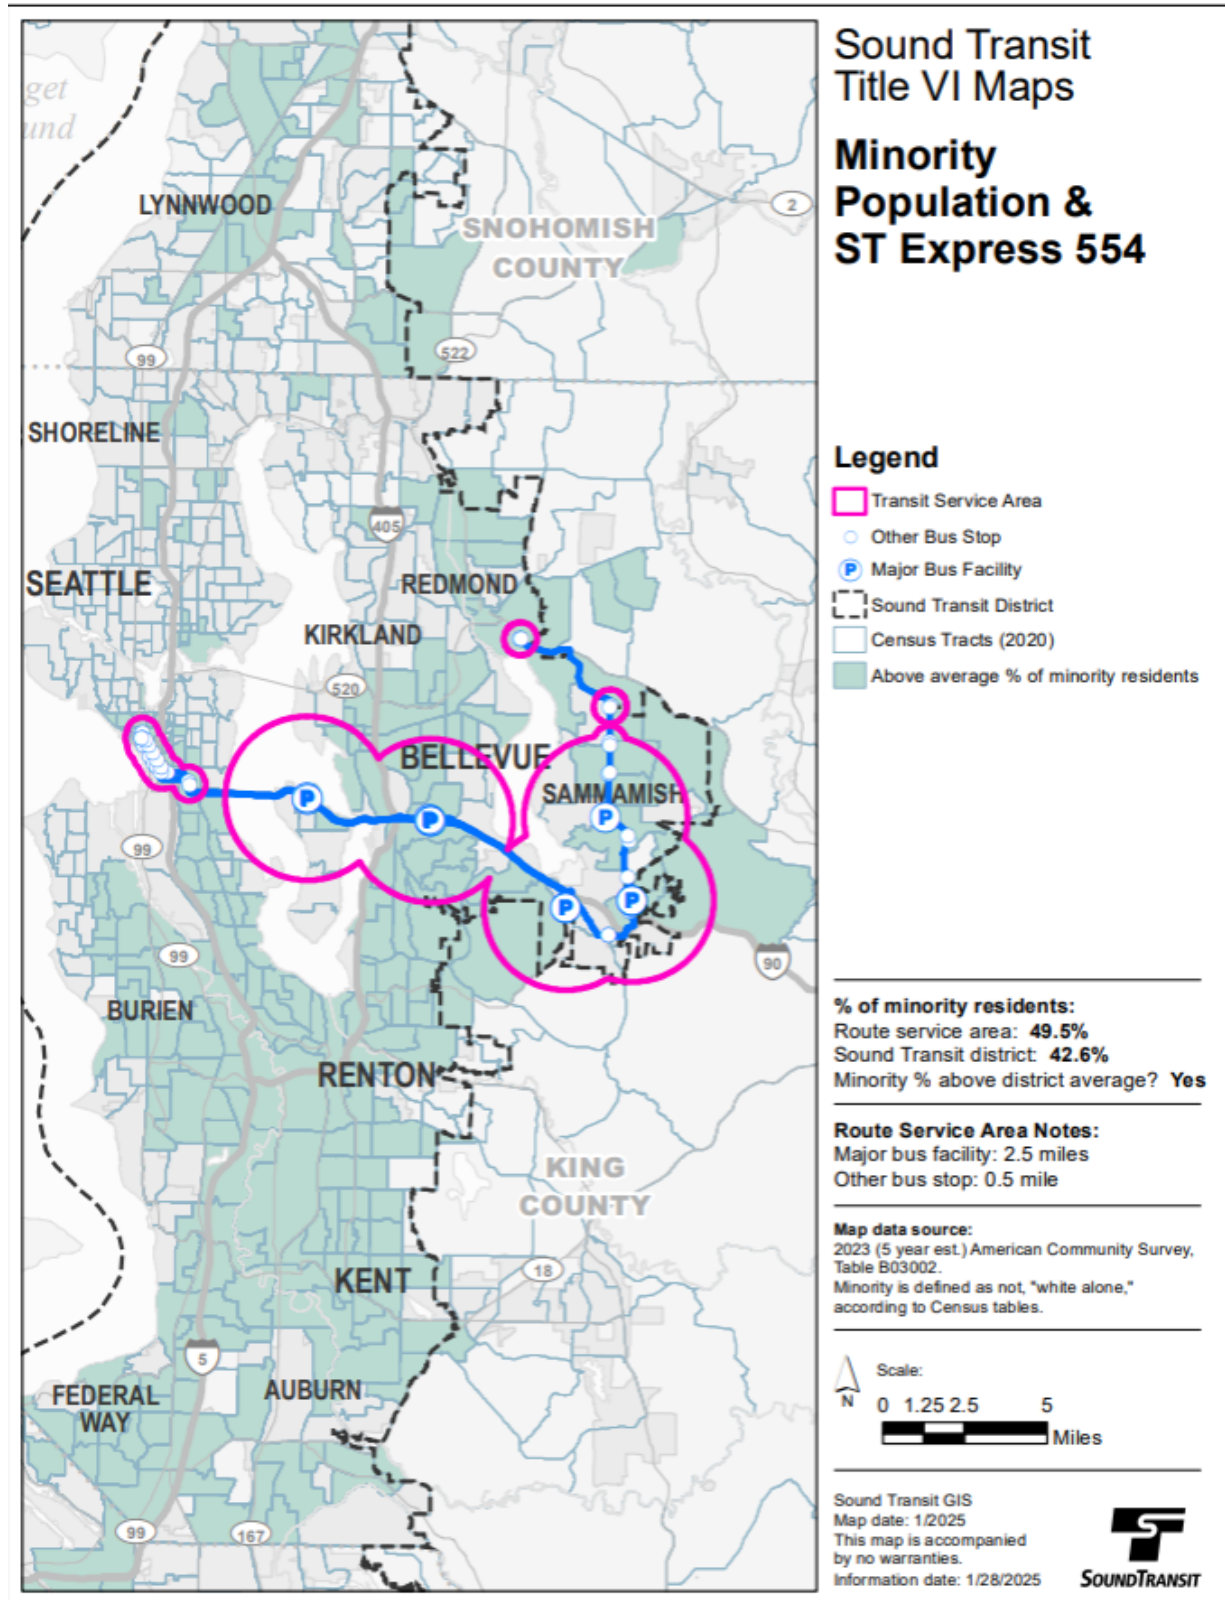 Sound Transit
Title VI Maps
Minority
Population &
ST Express 554
Legend
Transit Service Area
Other Bus Stop
P Major Bus Facility
Sound Transit District
Census Tracts (2020)
Above average % of minority residents
% of minority residents:
Route service area: 49.5%
Sound Transit district: 42.6%
Minority % above district average? Yes
Route Service Area Notes:
Major bus facility: 2.5 miles
Other bus stop: 0.5 mile
Map data source:
2023 (5 year est.) American Community Survey,
Table B03002.
Minority is defined as not, "white alone,"
according to Census tables.
N
Scale:
0 1.25 2.5 5
Miles
Sound Transit GIS
Map date: 1/2025
This map is accompanied
by no warranties.
Information date: 1/28/2025
SOUNDTRANSIT
get
und
LYNNWOOD
2
SNOHOMISH
COUNTY
99
522
SHORELINE
405
SEATTLE
REDMOND
KIRKLAND
520
BELLEVUE
SAMMAMISH
P
P
P
P
P
99
99
90
BURIEN
RENTON
KING
COUNTY
18
KENT
5
AUBURN
FEDERAL
WAY
99
167